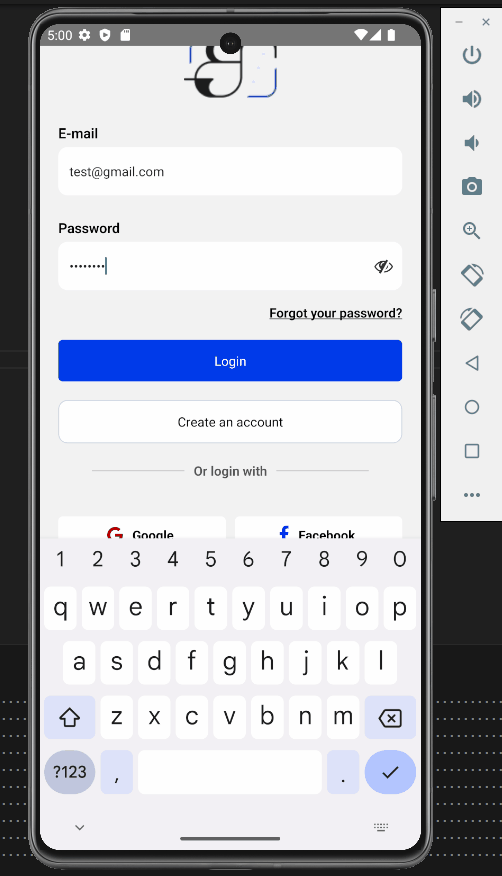 5:00
E-mail
test@gmail.com
Password
••••••••
Forgot your password?
Login
Create an account
Or login with
Google Facebook
1 2 3 4 5 6 7 8 9 0
q w e r t y u i o p
a s d f g h j k l
z x c v b n m
?123 , .